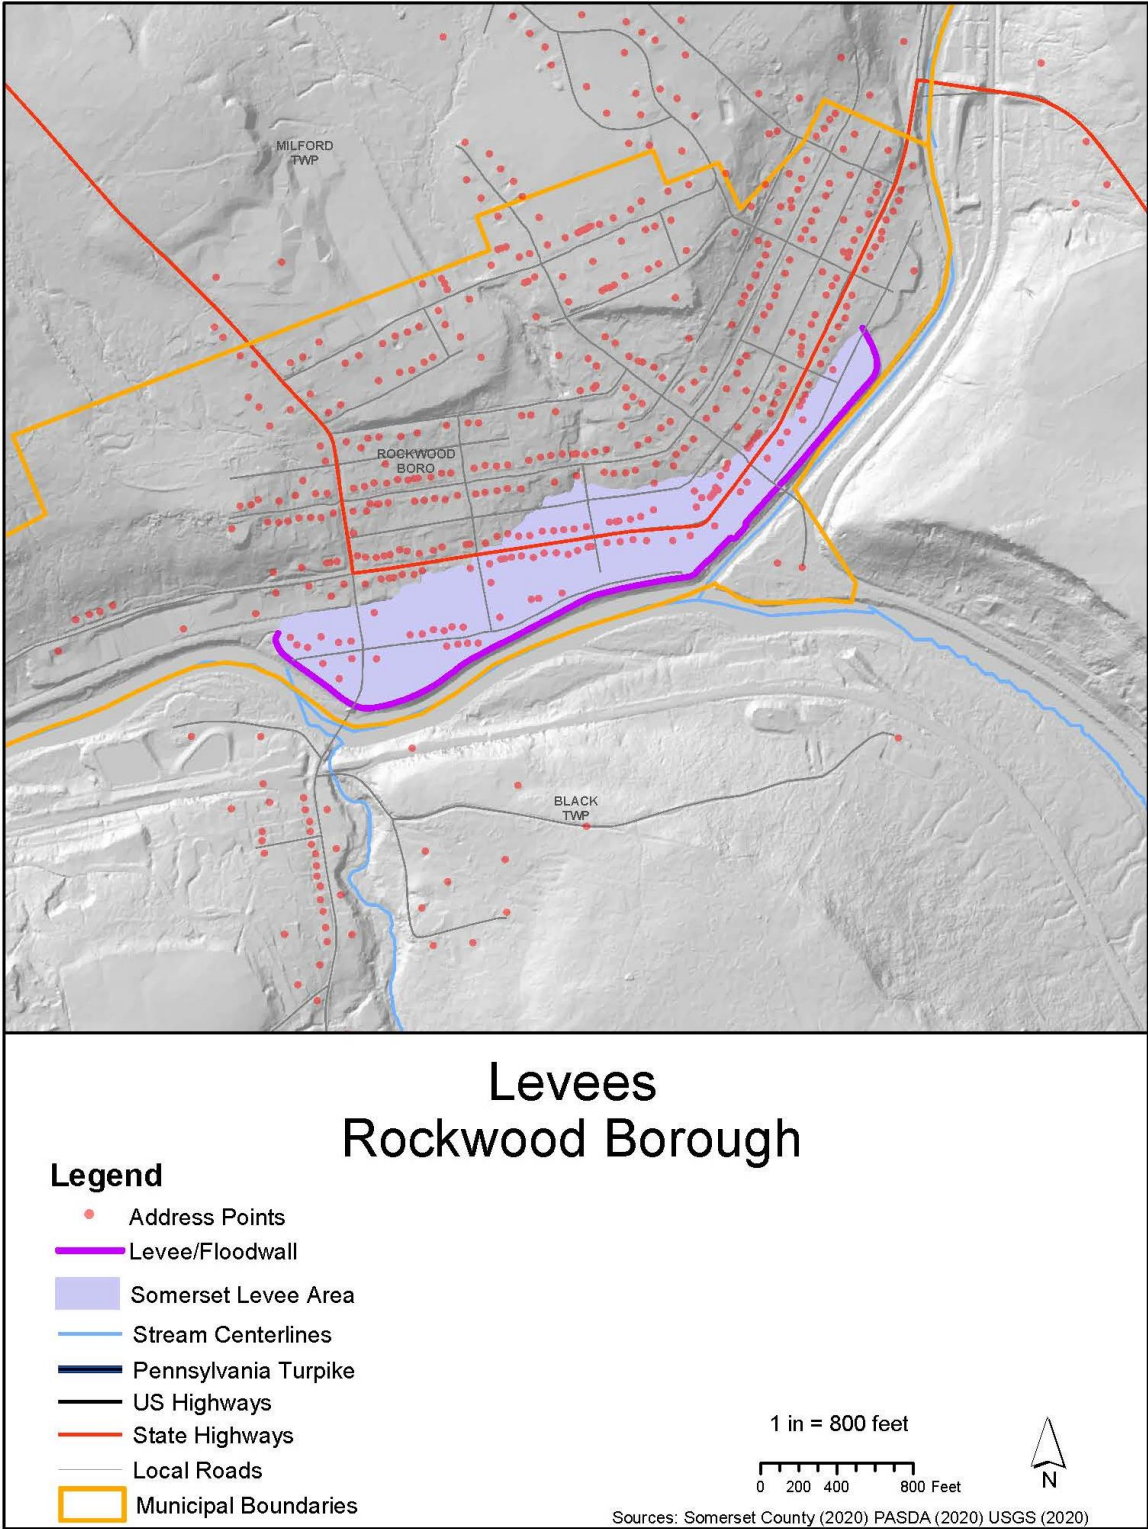 MILFORD
TWP
ROCKWOOD
BORO
BLACK
TWP
Levees
Rockwood Borough
Legend
Address Points
Levee/Floodwall
Somerset Levee Area
Stream Centerlines
Pennsylvania Turpike
US Highways
State Highways
Local Roads
Municipal Boundaries
1 in = 800 feet
0 200 400 800 Feet
N
Sources: Somerset County (2020) PASDA (2020) USGS (2020)